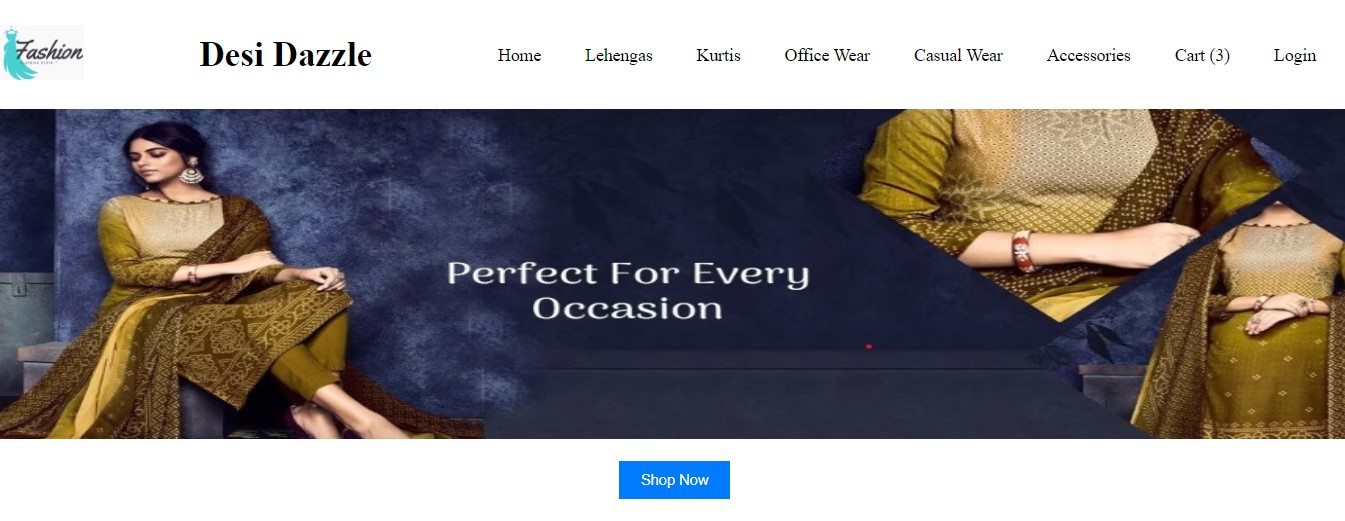 Fashion
Desi Dazzle
Home
Lehengas
Kurtis
Office Wear
Casual Wear
Accessories
Cart (3)
Login
Perfect For Every
Occasion
Shop Now